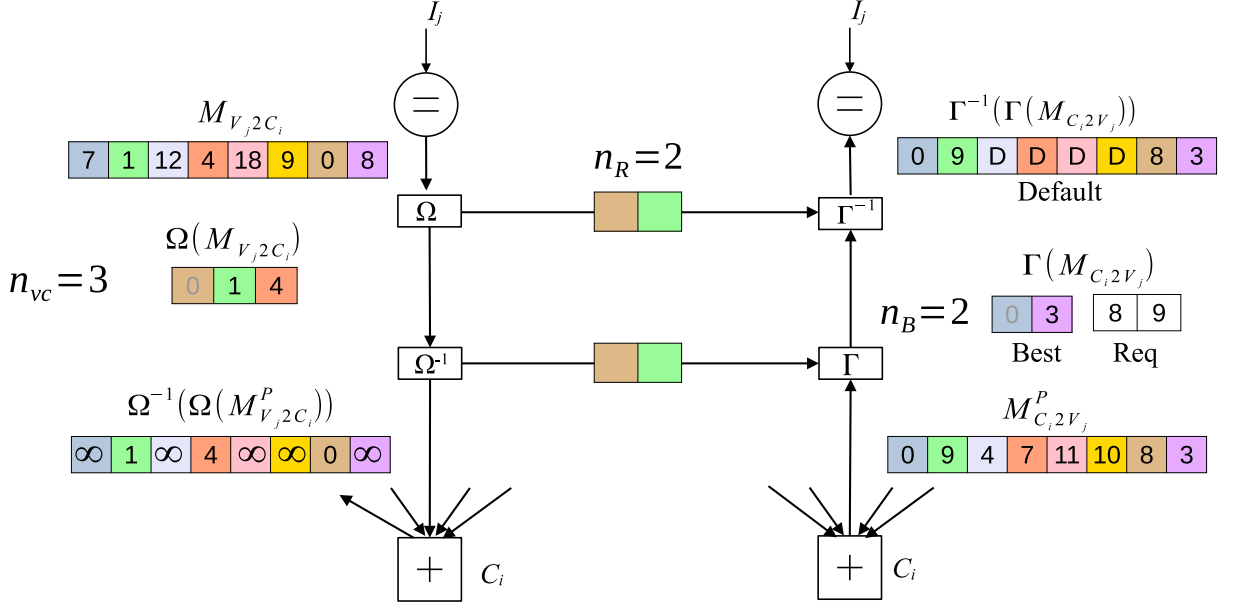 I_j I_j
= =
M_{V_j2C_i} Γ^{-1}(Γ(M_{C_i2V_j}))
7 1 12 4 18 9 0 8 n_R=2 0 9 D D D D 8 3
Default
Ω Γ^{-1}
Ω(M_{V_j2C_i}) Γ(M_{C_i2V_j})
n_{vc}=3 0 1 4 n_B=2 0 3 8 9
Best Req
Ω^{-1} Γ
Ω^{-1}(Ω(M^P_{V_j2C_i})) M^P_{C_i2V_j}
∞ 1 ∞ 4 ∞ ∞ 0 ∞ 0 9 4 7 11 10 8 3
+ C_i + C_i